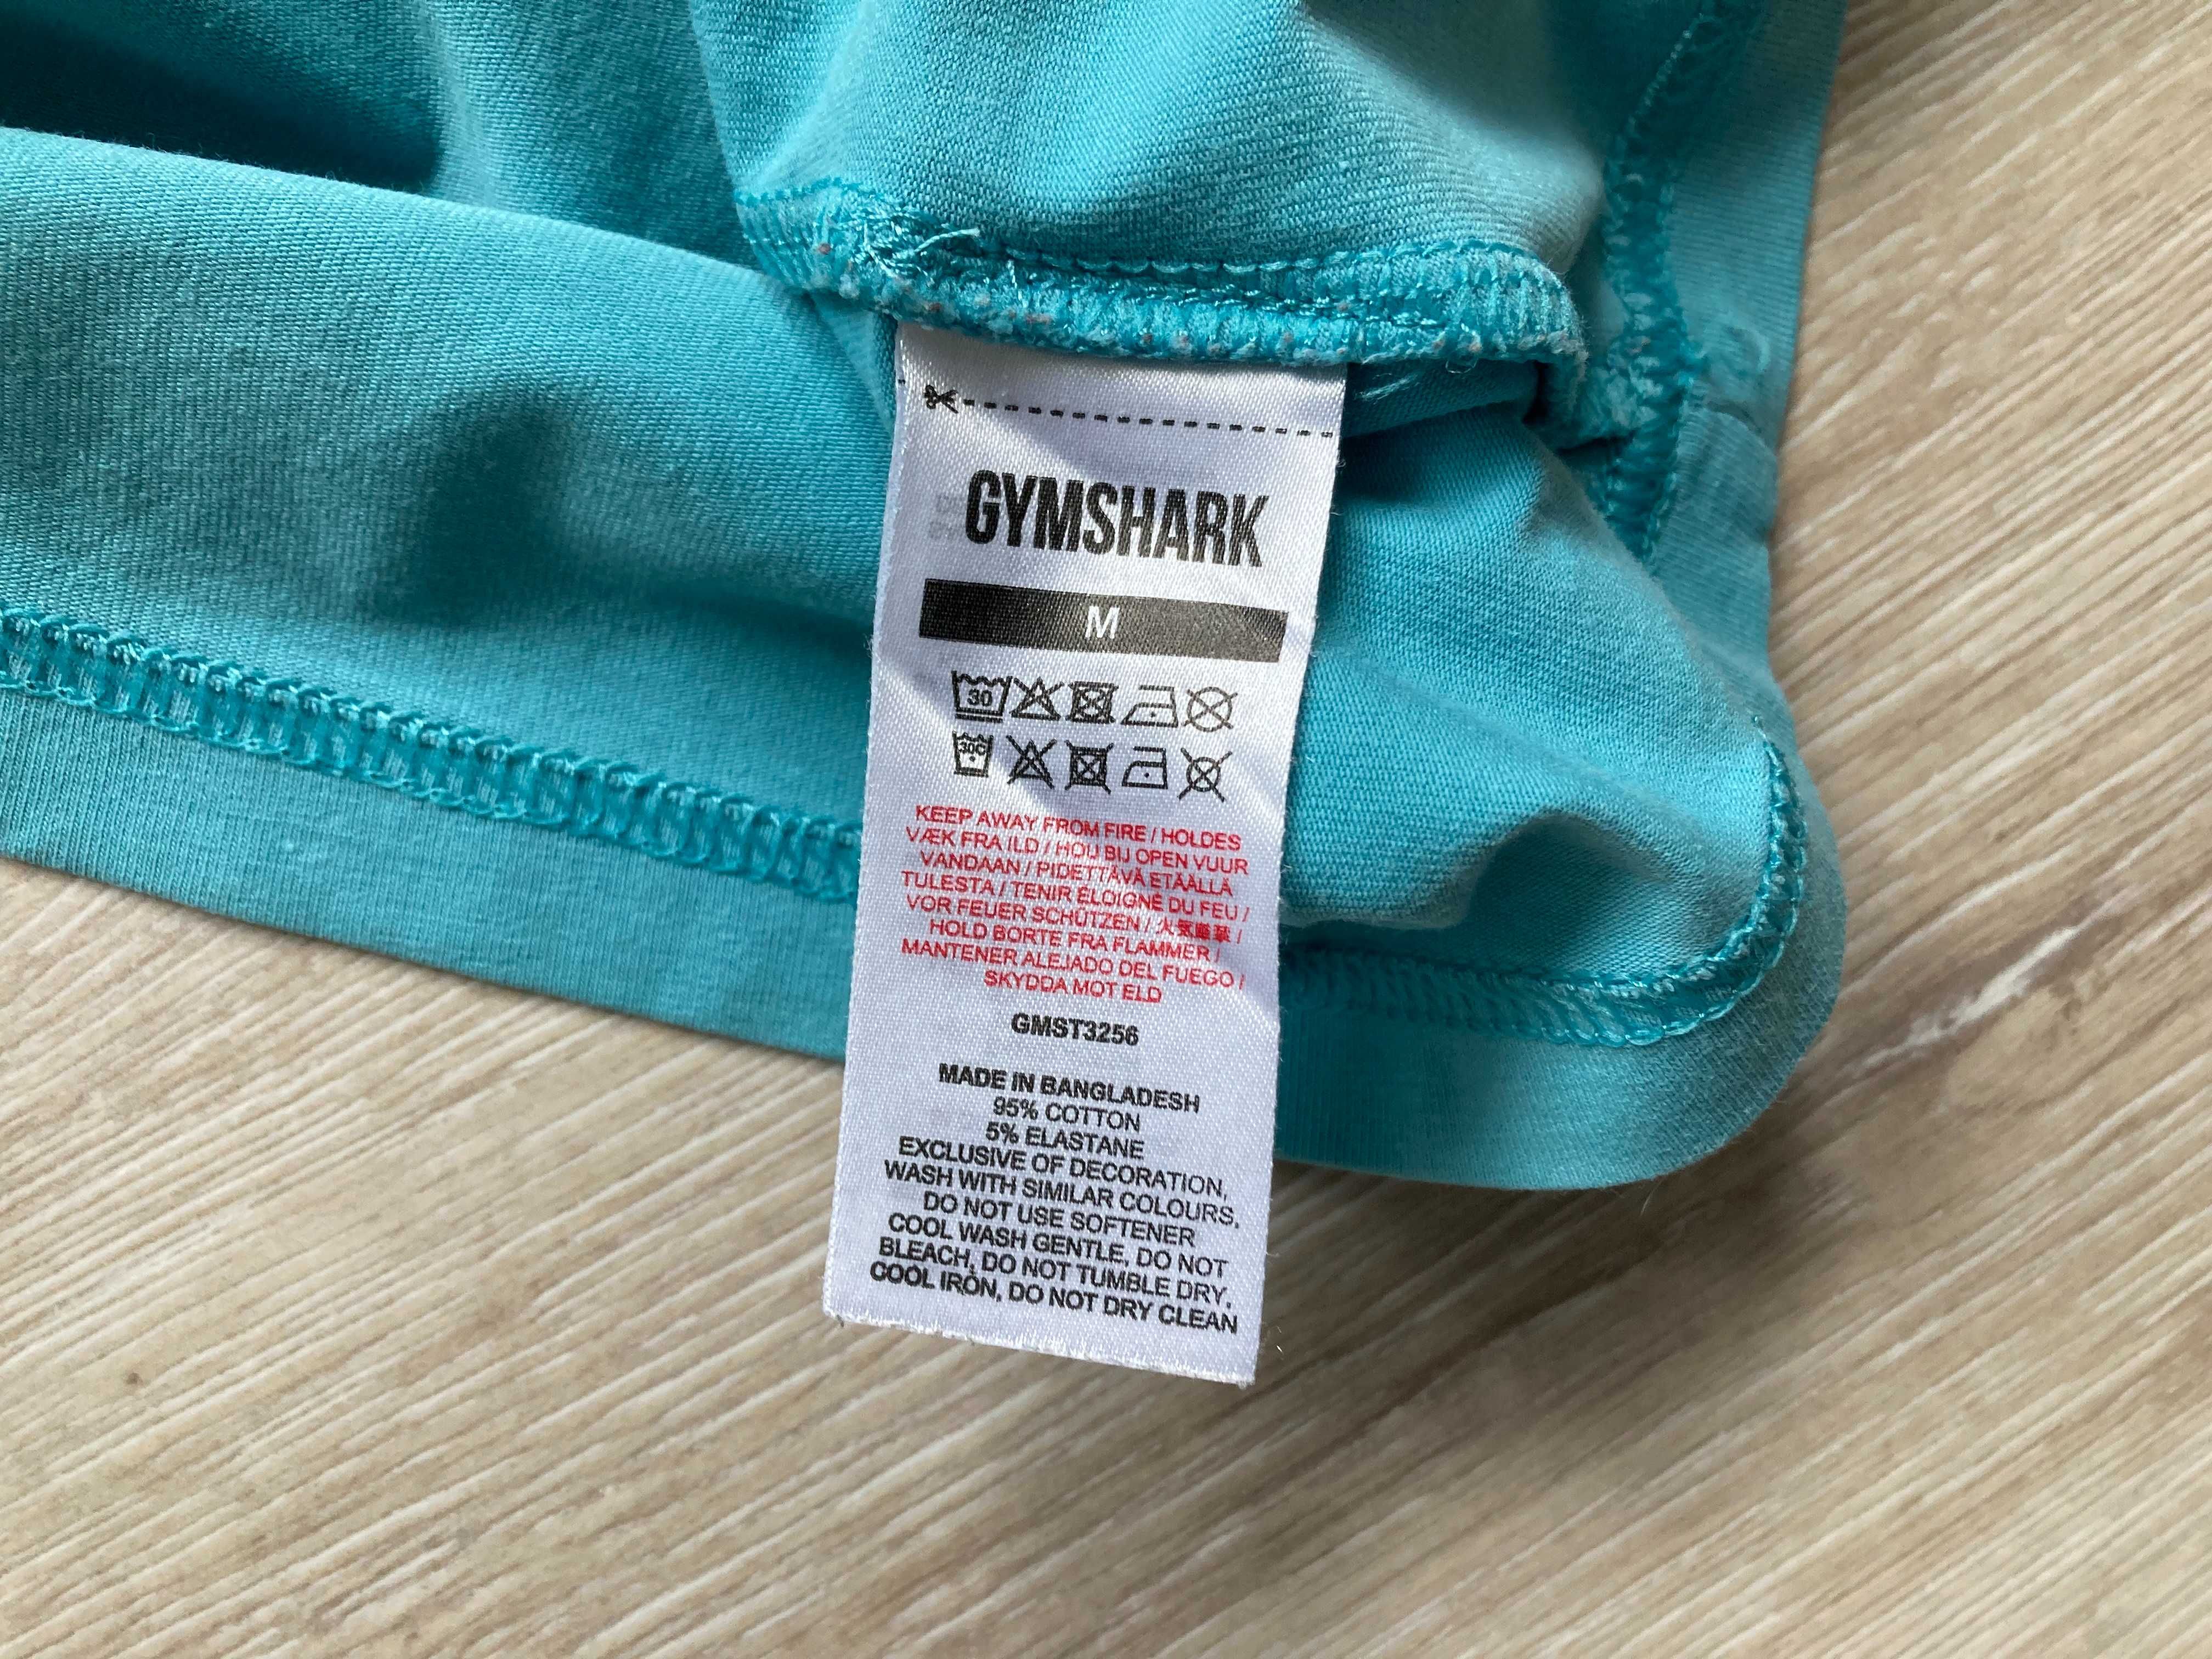 GYMSHARK
M
30
30C
KEEP AWAY FROM FIRE / HOLDES
VÆK FRA ILD / HOU BIJ OPEN VUUR
VANDAAN / PIDETTÄVÄ ETÄÄLLÄ
TULESTA / TENIR ÉLOIGNÉ DU FEU /
VOR FEUER SCHÜTZEN / 火気厳禁 /
HOLD BORTE FRA FLAMMER /
MANTENER ALEJADO DEL FUEGO /
SKYDDA MOT ELD
GMST3256
MADE IN BANGLADESH
95% COTTON
5% ELASTANE
EXCLUSIVE OF DECORATION,
WASH WITH SIMILAR COLOURS,
DO NOT USE SOFTENER
COOL WASH GENTLE, DO NOT
BLEACH, DO NOT TUMBLE DRY,
COOL IRON, DO NOT DRY CLEAN